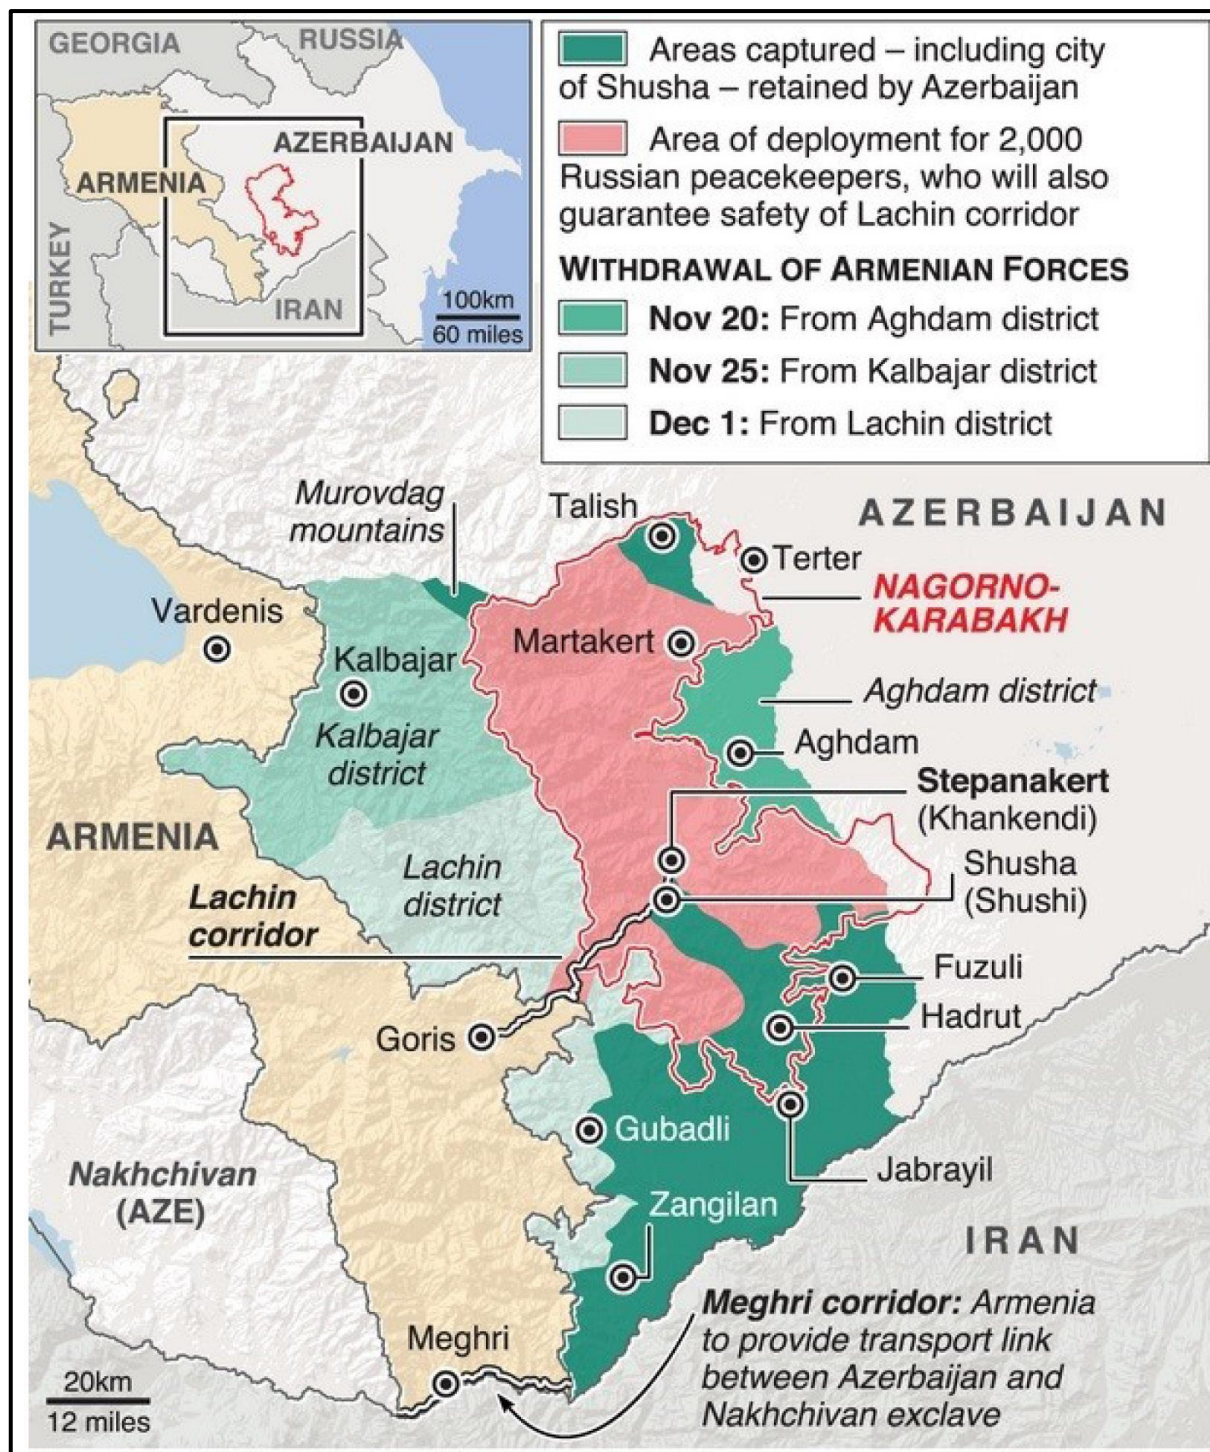 GEORGIA
RUSSIA
AZERBAIJAN
ARMENIA
TURKEY
IRAN
100km
60 miles
Areas captured – including city
of Shusha – retained by Azerbaijan
Area of deployment for 2,000
Russian peacekeepers, who will also
guarantee safety of Lachin corridor
WITHDRAWAL OF ARMENIAN FORCES
Nov 20: From Aghdam district
Nov 25: From Kalbajar district
Dec 1: From Lachin district
Murovdag
mountains
Talish
AZERBAIJAN
Terter
NAGORNO-
KARABAKH
Vardenis
Martakert
Kalbajar
Kalbajar
district
Aghdam district
Aghdam
Stepanakert
(Khankendi)
ARMENIA
Shusha
(Shushi)
Lachin
district
Lachin
corridor
Fuzuli
Hadrut
Goris
Gubadli
Jabrayil
Nakhchivan
(AZE)
Zangilan
IRAN
Meghri corridor: Armenia
to provide transport link
between Azerbaijan and
Nakhchivan exclave
Meghri
20km
12 miles